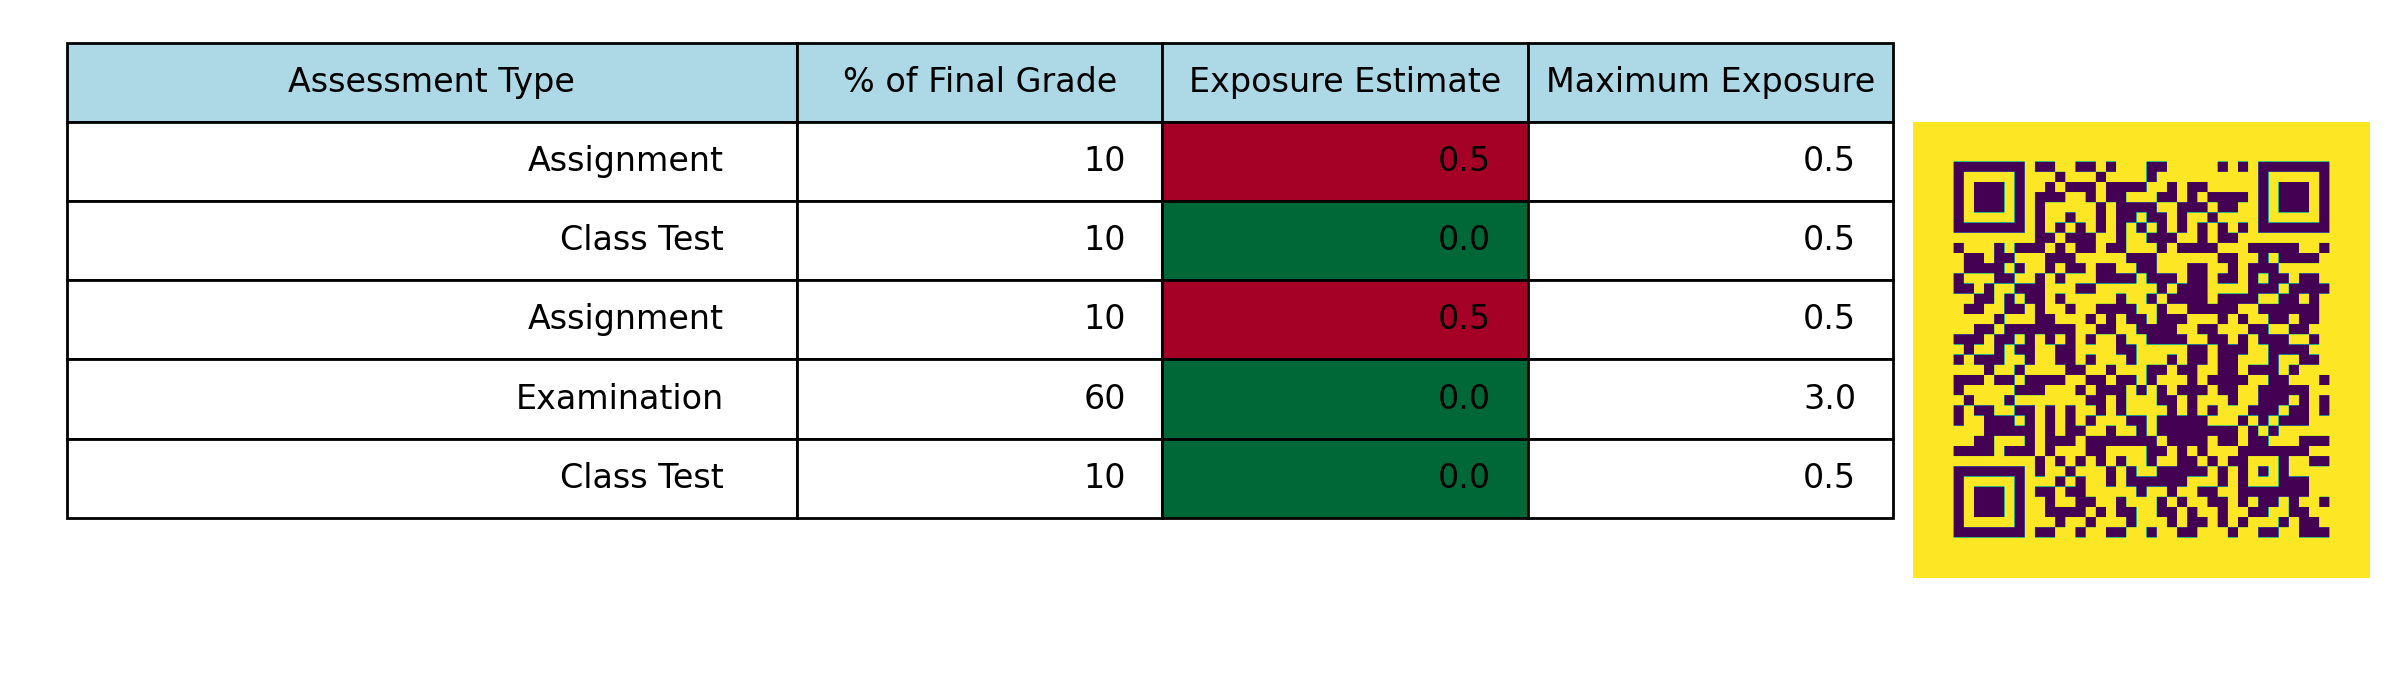 Assessment Type % of Final Grade Exposure Estimate Maximum Exposure
Assignment 10 0.5 0.5
Class Test 10 0.0 0.5
Assignment 10 0.5 0.5
Examination 60 0.0 3.0
Class Test 10 0.0 0.5